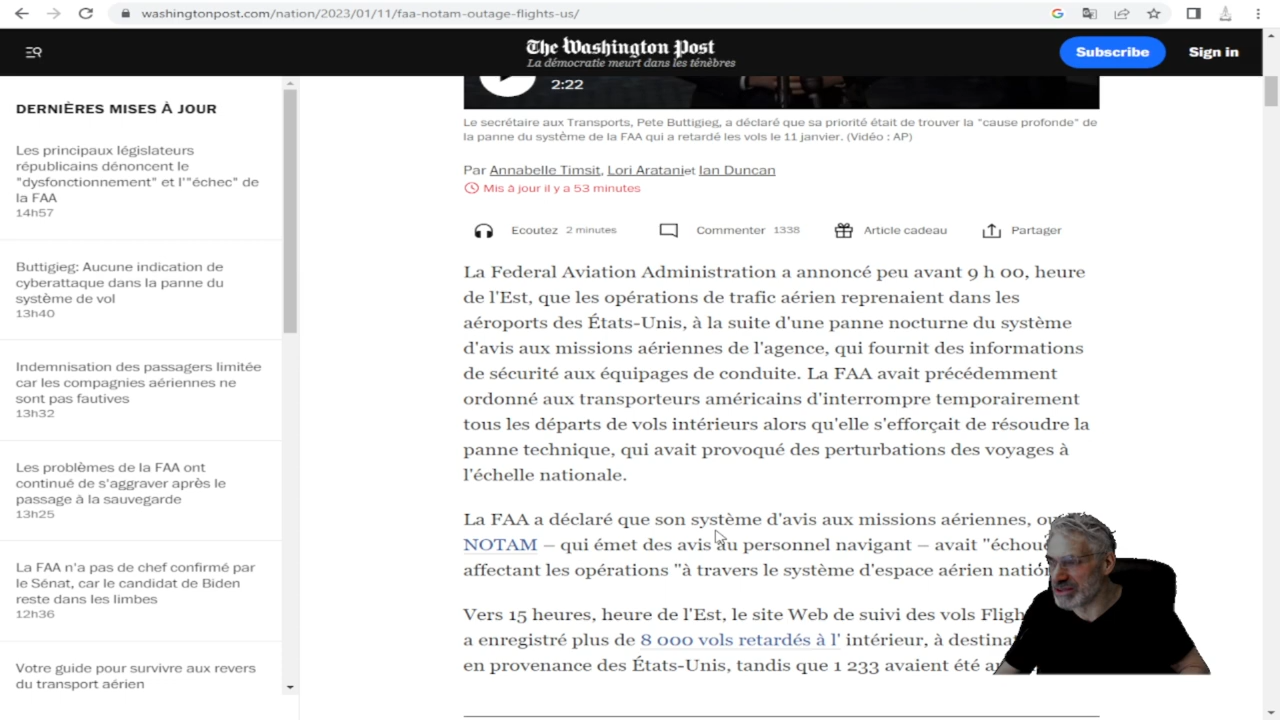 washingtonpost.com/nation/2023/01/11/faa-notam-outage-flights-us/
The Washington Post
La démocratie meurt dans les ténèbres
Subscribe
Sign in
DERNIÈRES MISES À JOUR
Les principaux législateurs
républicains dénoncent le
"dysfonctionnement" et l'"échec" de
la FAA
14h57
Buttigieg: Aucune indication de
cyberattaque dans la panne du
système de vol
13h40
Indemnisation des passagers limitée
car les compagnies aériennes ne
sont pas fautives
13h32
Les problèmes de la FAA ont
continué de s'aggraver après le
passage à la sauvegarde
13h25
La FAA n'a pas de chef confirmé par
le Sénat, car le candidat de Biden
reste dans les limbes
12h36
Votre guide pour survivre aux revers
du transport aérien
2:22
Le secrétaire aux Transports, Pete Buttigieg, a déclaré que sa priorité était de trouver la "cause profonde" de
la panne du système de la FAA qui a retardé les vols le 11 janvier. (Vidéo : AP)
Par Annabelle Timsit, Lori Aratani et Ian Duncan
Mis à jour il y a 53 minutes
Ecoutez 2 minutes
Commenter 1338
Article cadeau
Partager
La Federal Aviation Administration a annoncé peu avant 9 h 00, heure
de l'Est, que les opérations de trafic aérien reprenaient dans les
aéroports des États-Unis, à la suite d'une panne nocturne du système
d'avis aux missions aériennes de l'agence, qui fournit des informations
de sécurité aux équipages de conduite. La FAA avait précédemment
ordonné aux transporteurs américains d'interrompre temporairement
tous les départs de vols intérieurs alors qu'elle s'efforçait de résoudre la
panne technique, qui avait provoqué des perturbations des voyages à
l'échelle nationale.
La FAA a déclaré que son système d'avis aux missions aériennes,
NOTAM – qui émet des avis au personnel navigant – avait
affectant les opérations "à travers le système d'espace aérien
Vers 15 heures, heure de l'Est, le site Web de suivi des vols
a enregistré plus de 8 000 vols retardés à l' intérieur, à
en provenance des États-Unis, tandis que 1 233 avaient été